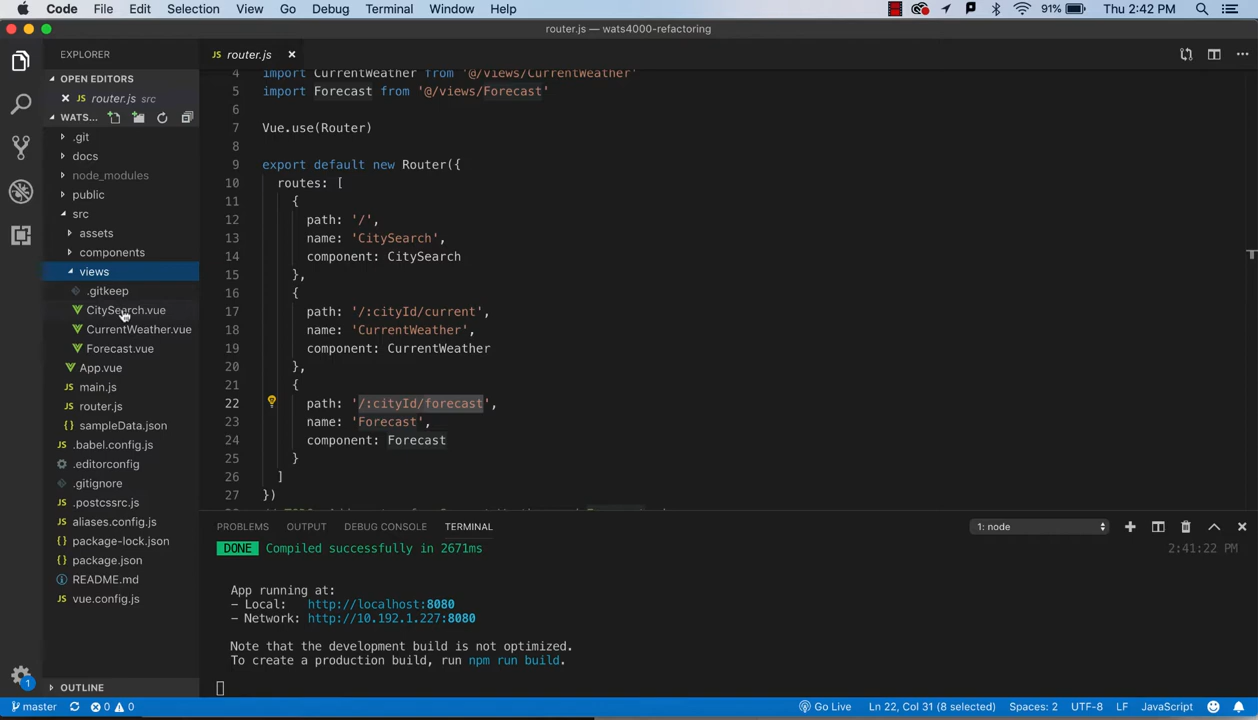 Code File Edit Selection View Go Debug Terminal Window Help 91% Thu 2:42 PM
router.js — wats4000-refactoring
EXPLORER
OPEN EDITORS
JS router.js src
WATS...
.git
docs
node_modules
public
src
assets
components
views
.gitkeep
CitySearch.vue
CurrentWeather.vue
Forecast.vue
App.vue
JS main.js
JS router.js
{ } sampleData.json
JS .babel.config.js
.editorconfig
.gitignore
JS .postcssrc.js
JS aliases.config.js
{ } package-lock.json
{ } package.json
README.md
JS vue.config.js
OUTLINE
JS router.js
4 import CurrentWeather from '@/views/CurrentWeather'
5 import Forecast from '@/views/Forecast'
6
7 Vue.use(Router)
8
9 export default new Router({
10 routes: [
11 {
12 path: '/',
13 name: 'CitySearch',
14 component: CitySearch
15 },
16 {
17 path: '/:cityId/current',
18 name: 'CurrentWeather',
19 component: CurrentWeather
20 },
21 {
22 path: '/:cityId/forecast',
23 name: 'Forecast',
24 component: Forecast
25 }
26 ]
27 })
PROBLEMS OUTPUT DEBUG CONSOLE TERMINAL 1: node
DONE Compiled successfully in 2671ms 2:41:22 PM
App running at:
- Local: http://localhost:8080
- Network: http://10.192.1.227:8080
Note that the development build is not optimized.
To create a production build, run npm run build.
1 master 0 0 Go Live Ln 22, Col 31 (8 selected) Spaces: 2 UTF-8 LF JavaScript